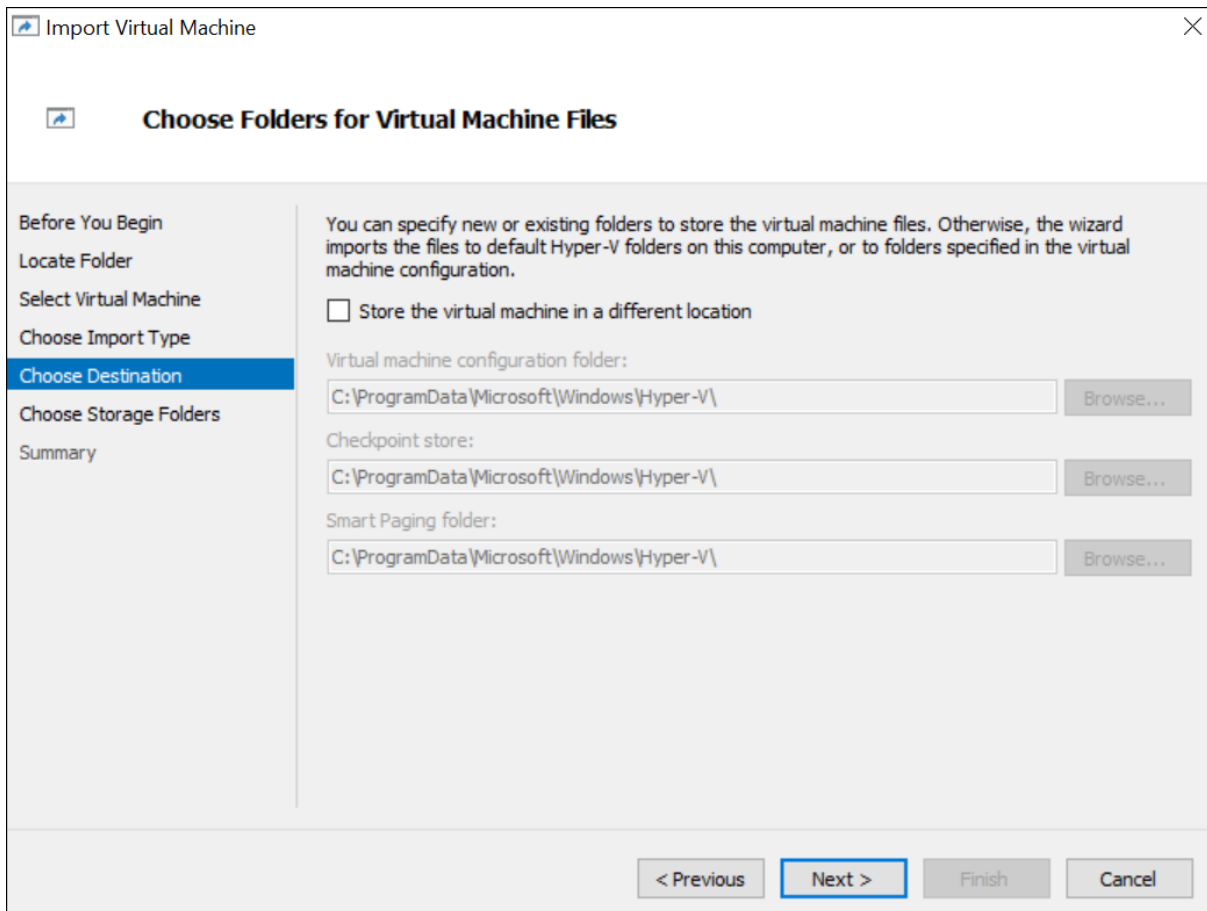 Import Virtual Machine
Choose Folders for Virtual Machine Files
Before You Begin
Locate Folder
Select Virtual Machine
Choose Import Type
Choose Destination
Choose Storage Folders
Summary
You can specify new or existing folders to store the virtual machine files. Otherwise, the wizard
imports the files to default Hyper-V folders on this computer, or to folders specified in the virtual
machine configuration.
Store the virtual machine in a different location
Virtual machine configuration folder:
C:\ProgramData\Microsoft\Windows\Hyper-V\
Browse...
Checkpoint store:
C:\ProgramData\Microsoft\Windows\Hyper-V\
Browse...
Smart Paging folder:
C:\ProgramData\Microsoft\Windows\Hyper-V\
Browse...
< Previous
Next >
Finish
Cancel